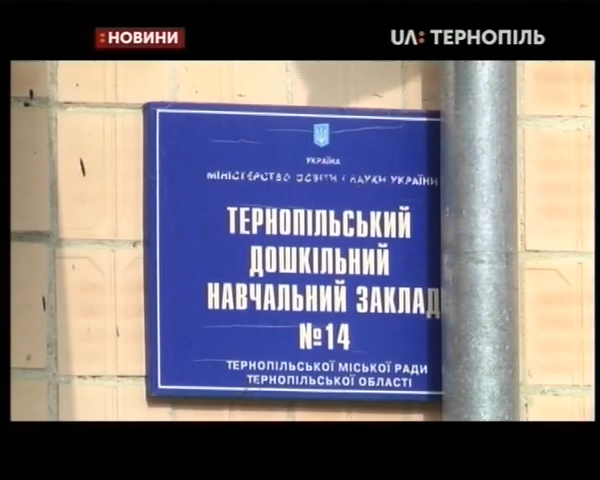 :НОВИНИ
UA: ТЕРНОПІЛЬ
УКРАЇНА
МІНІСТЕРСТВО ОСВІТИ І НАУКИ УКРАЇНИ
ТЕРНОПІЛЬСЬКИЙ
ДОШКІЛЬНИЙ
НАВЧАЛЬНИЙ ЗАКЛАД
№14
ТЕРНОПІЛЬСЬКОЇ МІСЬКОЇ РАДИ
ТЕРНОПІЛЬСЬКОЇ ОБЛАСТІ